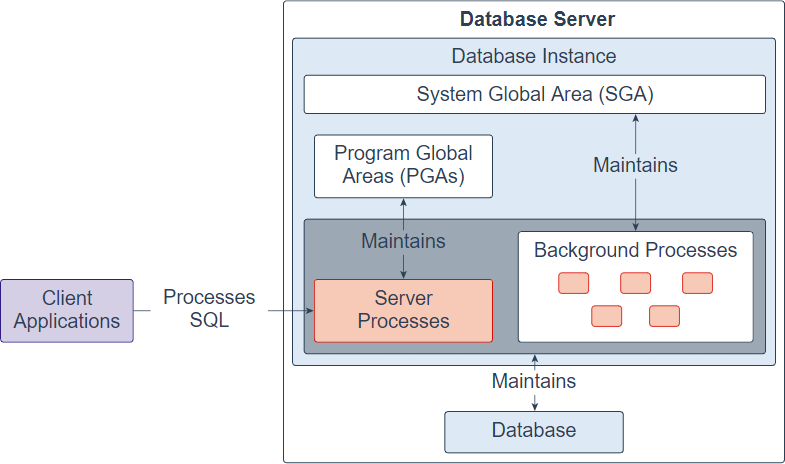 Database Server
Database Instance
System Global Area (SGA)
Program Global
Areas (PGAs)
Maintains
Maintains
Background Processes
Client
Applications
Processes
SQL
Server
Processes
Maintains
Database